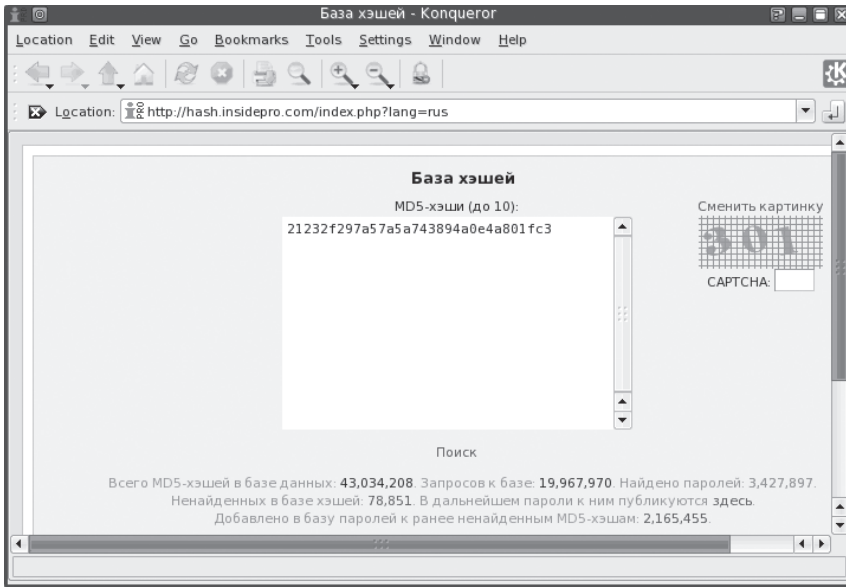 База хэшей - Konqueror
Location Edit View Go Bookmarks Tools Settings Window Help
Location: http://hash.insidepro.com/index.php?lang=rus
База хэшей
MD5-хэши (до 10):
Сменить картинку
21232f297a57a5a743894a0e4a801fc3
301
CAPTCHA:
Поиск
Всего MD5-хэшей в базе данных: 43,034,208. Запросов к базе: 19,967,970. Найдено паролей: 3,427,897.
Ненайденных в базе хэшей: 78,851. В дальнейшем пароли к ним публикуются здесь.
Добавлено в базу паролей к ранее ненайденным MD5-хэшам: 2,165,455.